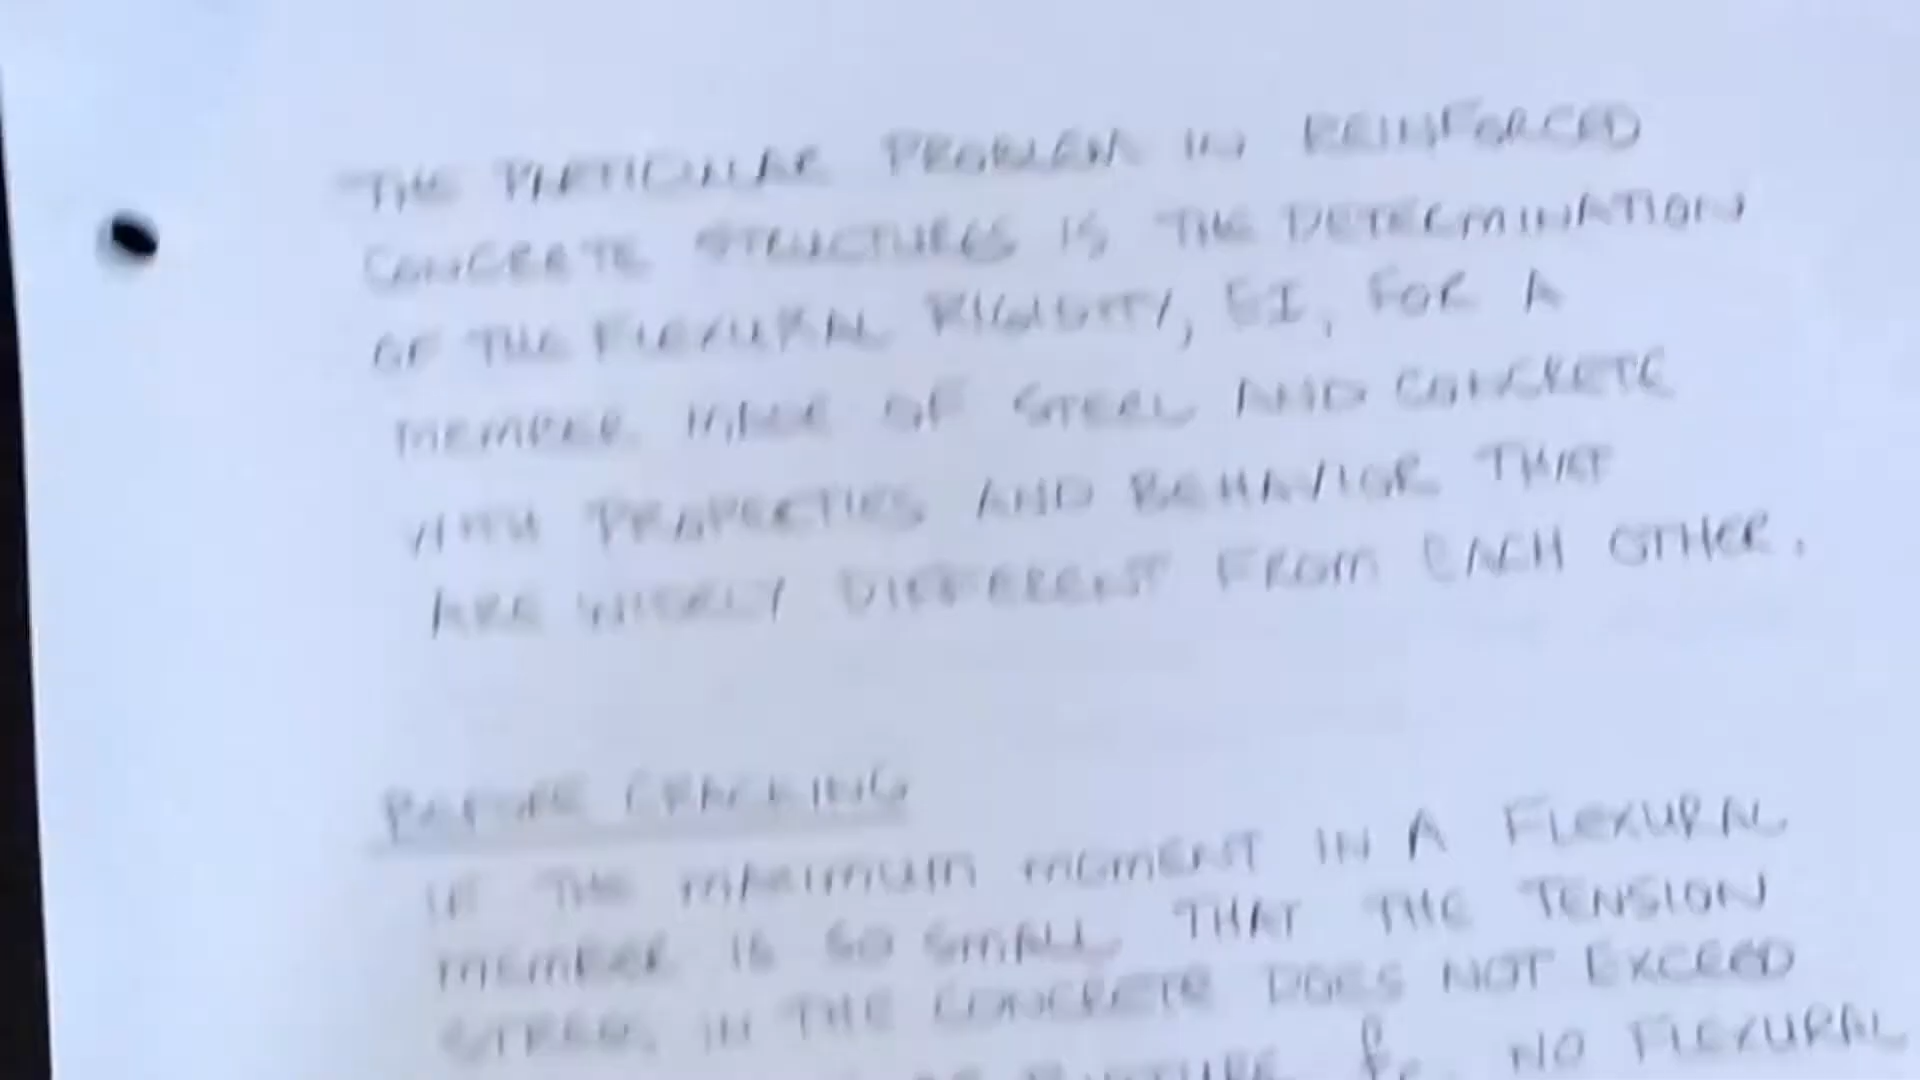 THE PARTICULAR PROBLEM IN REINFORCED
CONCRETE STRUCTURES IS THE DETERMINATION
OF THE FLEXURAL RIGIDITY, EI, FOR A
MEMBER MADE OF STEEL AND CONCRETE
WITH PROPERTIES AND BEHAVIOR THAT
ARE WIDELY DIFFERENT FROM EACH OTHER.
BEFORE CRACKING
IF THE MAXIMUM MOMENT IN A FLEXURAL
MEMBER IS SO SMALL THAT THE TENSION
STRESS IN THE CONCRETE DOES NOT EXCEED
OF RUPTURE fr, NO FLEXURAL